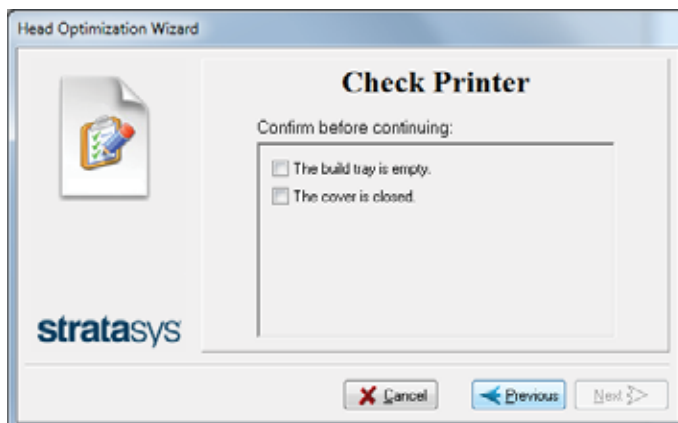 Head Optimization Wizard
Check Printer
Confirm before continuing:
The build tray is empty.
The cover is closed.
stratasys
Cancel
Previous
Next